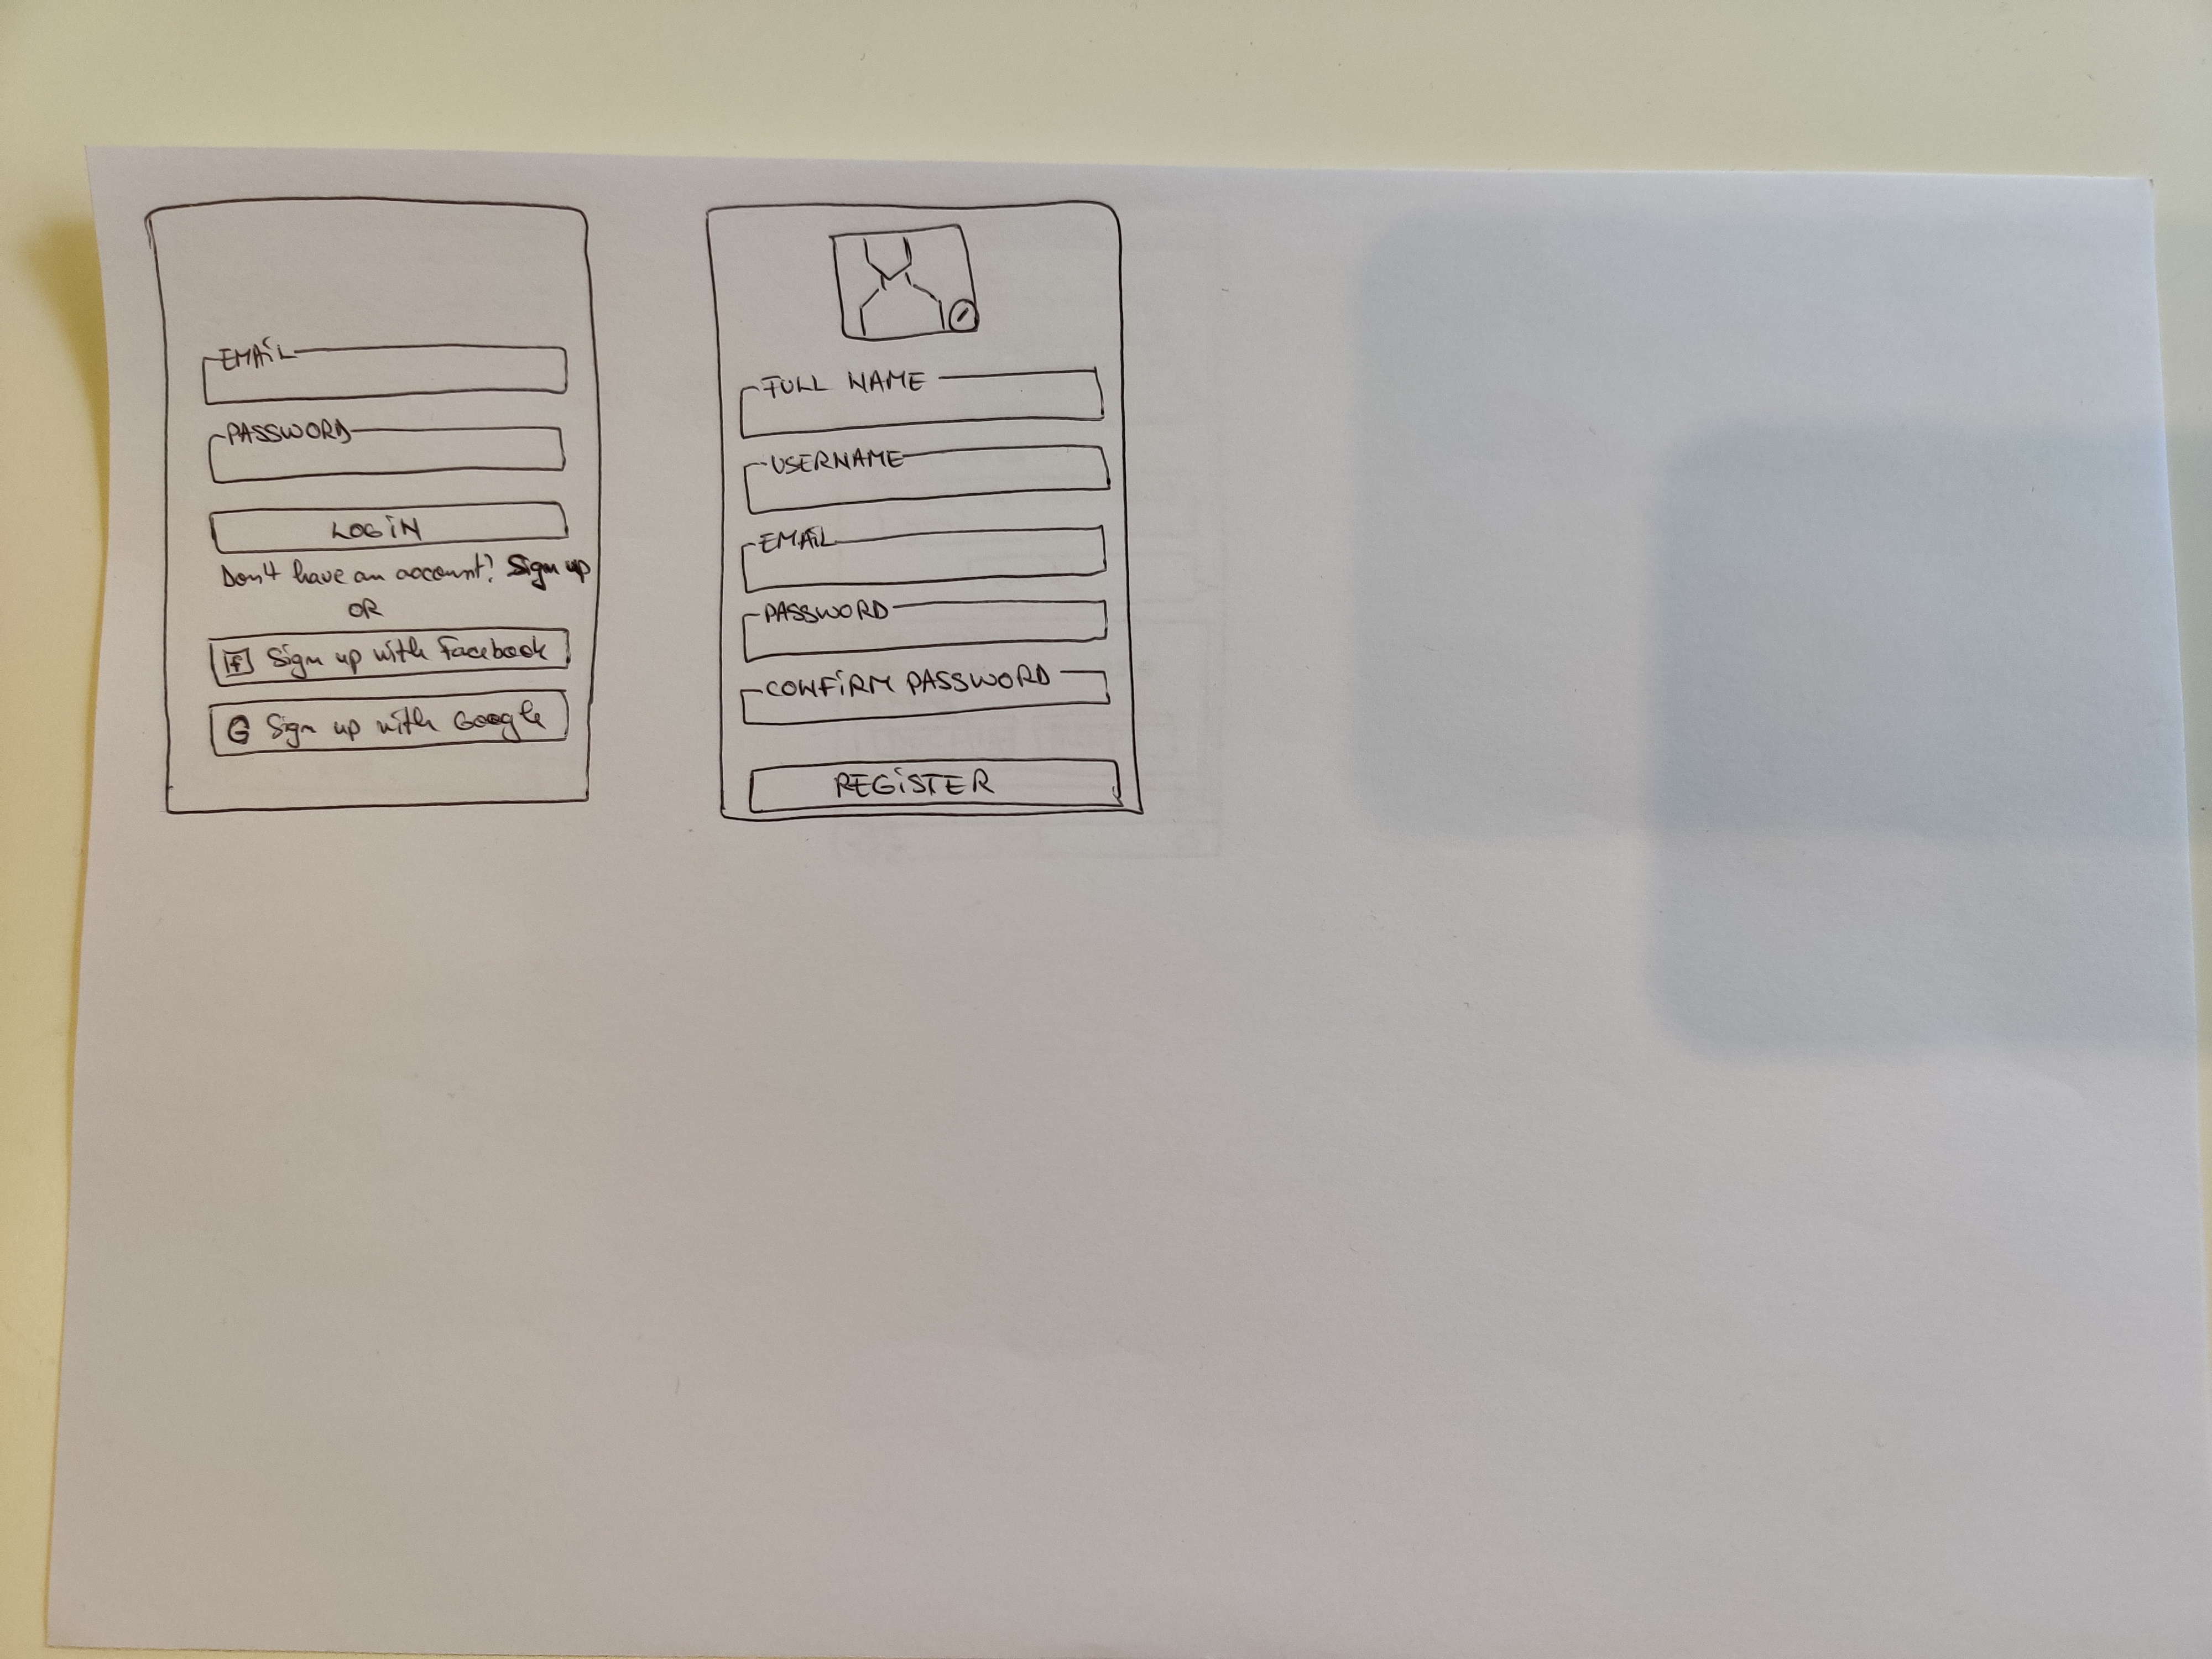 EMAiL
PASSWORD
LOGiN
Don't have an account? Sign up
OR
f Sign up with Facebook
G Sign up with Google
FULL NAME
USERNAME
EMAiL
PASSWORD
CONFiRM PASSWORD
REGiSTER